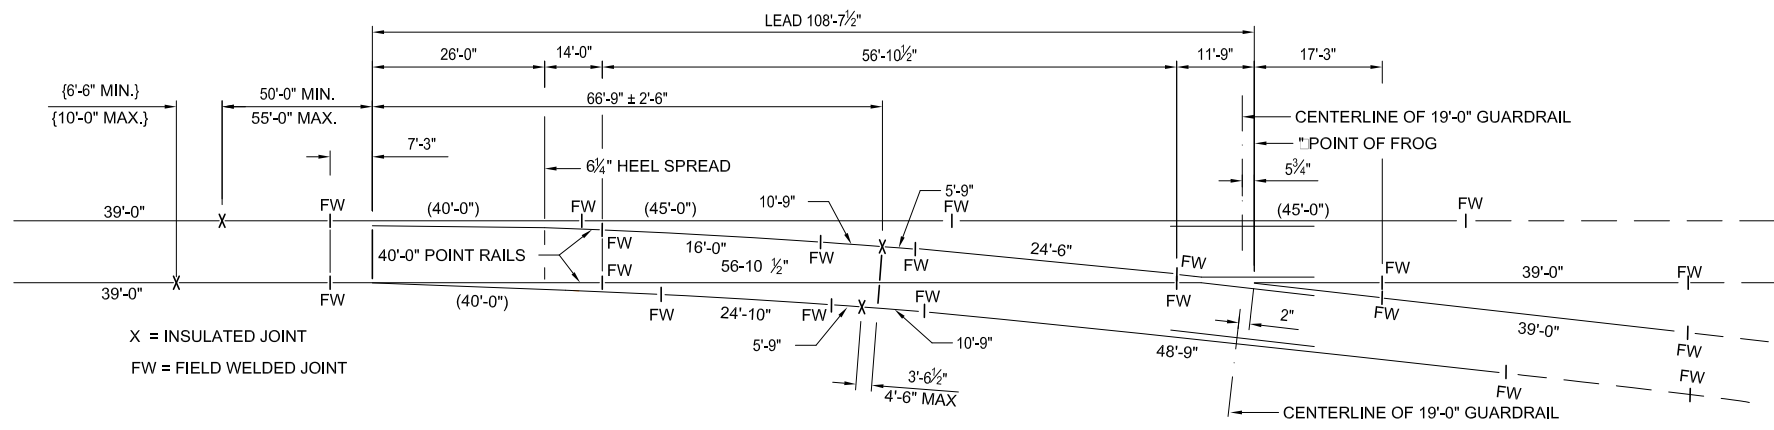 LEAD 108'-7½"
26'-0"
14'-0"
56'-10½"
11'-9"
17'-3"
{6'-6" MIN.}
{10'-0" MAX.}
50'-0" MIN.
55'-0" MAX.
66'-9" ± 2'-6"
CENTERLINE OF 19'-0" GUARDRAIL
7'-3"
POINT OF FROG
6¼" HEEL SPREAD
5¾"
39'-0"
FW
(40'-0")
FW
(45'-0")
10'-9"
5'-9"
FW
(45'-0")
FW
X
FW
16'-0"
FW
X
FW
24'-6"
40'-0" POINT RAILS
FW
56-10 ½"
FW
FW
39'-0"
FW
39'-0"
X
FW
(40'-0")
FW
24'-10"
FW
X
FW
FW
FW
2"
39'-0"
FW
X = INSULATED JOINT
5'-9"
10'-9"
48'-9"
FW = FIELD WELDED JOINT
3'-6½"
4'-6" MAX
FW
FW
CENTERLINE OF 19'-0" GUARDRAIL